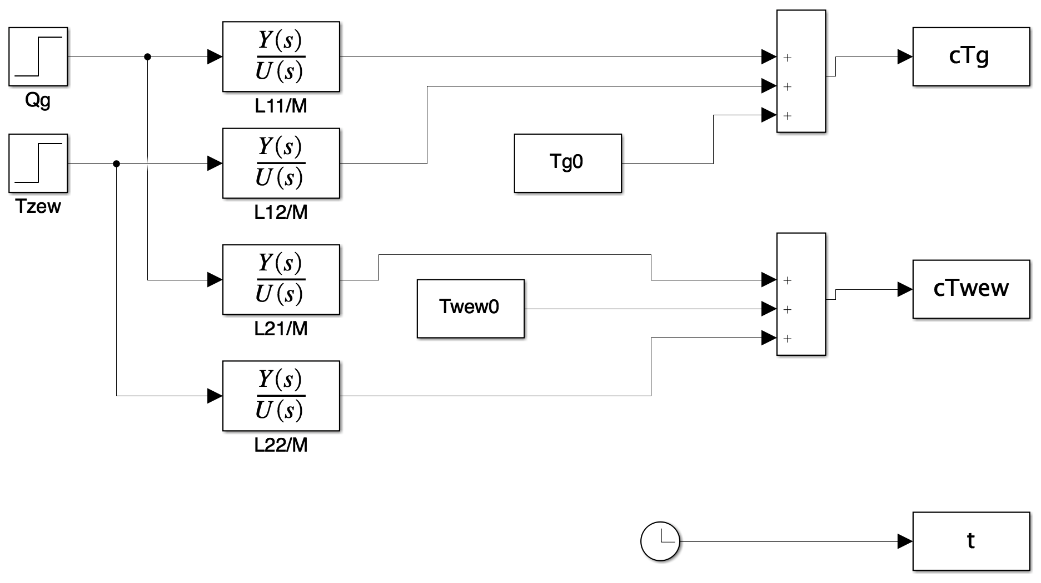 Qg
Y(s)
U(s)
L11/M
+
+
+
cTg
Tzew
Y(s)
U(s)
L12/M
Tg0
Y(s)
U(s)
L21/M
Twew0
+
+
+
cTwew
Y(s)
U(s)
L22/M
t